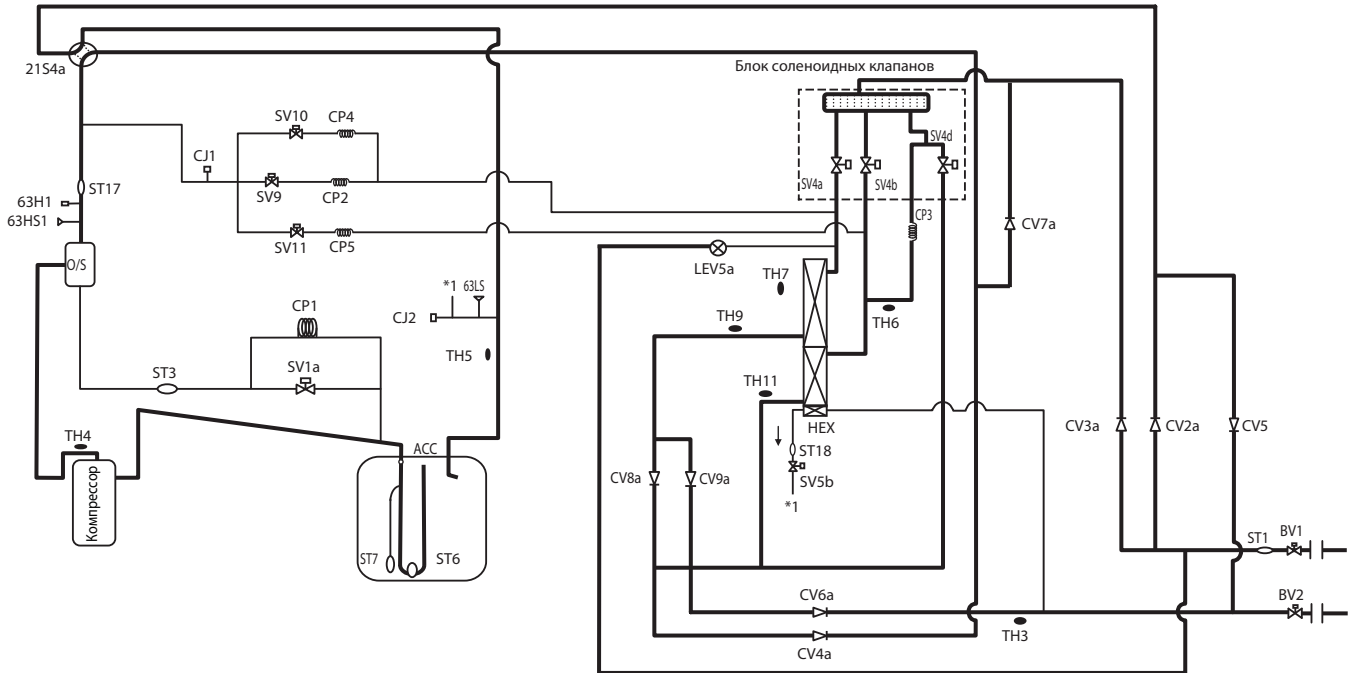 21S4a
Блок соленоидных клапанов
SV10
CP4
SV4d
CJ1
ST17
SV9
CP2
SV4a
SV4b
63H1
63HS1
CP3
CV7a
SV11
CP5
O/S
LEV5a
TH7
*1
63LS
CP1
CJ2
TH9
TH6
TH5
SV1a
ST3
TH11
HEX
CV3a
CV2a
CV5
TH4
ACC
ST18
CV8a
CV9a
SV5b
*1
Компрессор
ST7
ST6
ST1
BV1
CV6a
BV2
TH3
CV4a